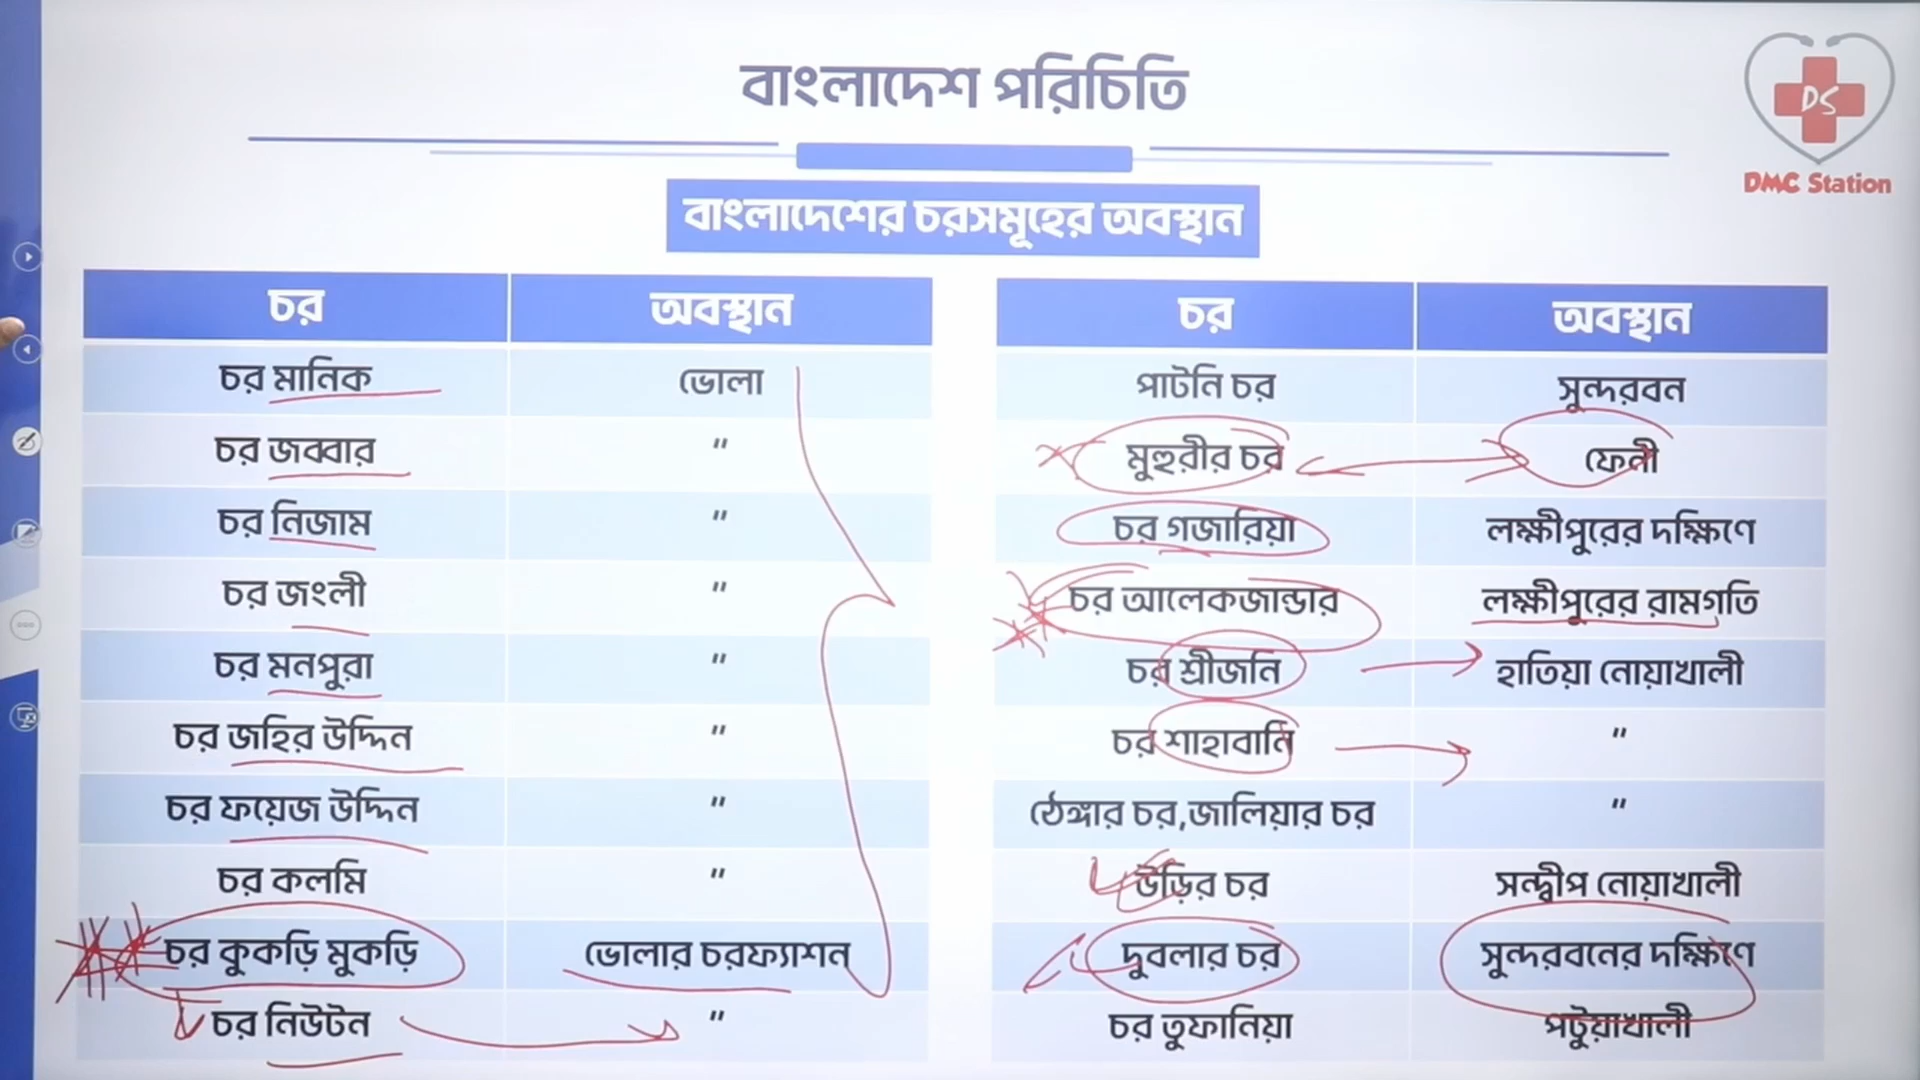 বাংলাদেশ পরিচিতি
DS
DMC Station
বাংলাদেশের চরসমূহের অবস্থান
চর অবস্থান
চর মানিক ভোলা
চর জব্বার "
চর নিজাম "
চর জংলী "
চর মনপুরা "
চর জহির উদ্দিন "
চর ফয়েজ উদ্দিন "
চর কলমি "
চর কুকড়ি মুকড়ি ভোলার চরফ্যাশন
চর নিউটন "
চর অবস্থান
পাটনি চর সুন্দরবন
মুহুরীর চর ফেনী
চর গজারিয়া লক্ষীপুরের দক্ষিণে
চর আলেকজান্ডার লক্ষীপুরের রামগতি
চর শ্রীজনি হাতিয়া নোয়াখালী
চর শাহাবানি "
ঠেঙ্গার চর,জালিয়ার চর "
উড়ির চর সন্দ্বীপ নোয়াখালী
দুবলার চর সুন্দরবনের দক্ষিণে
চর তুফানিয়া পটুয়াখালী